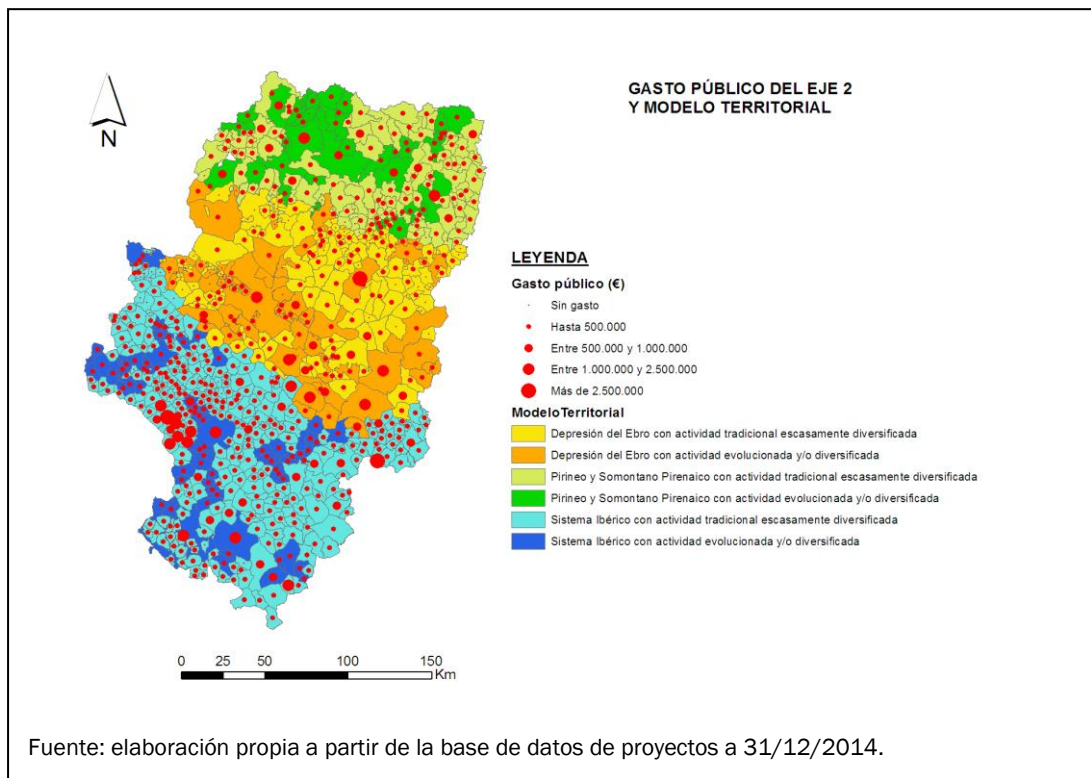 GASTO PÚBLICO DEL EJE 2
Y MODELO TERRITORIAL
N
LEYENDA
Gasto público (€)
Sin gasto
Hasta 500.000
Entre 500.000 y 1.000.000
Entre 1.000.000 y 2.500.000
Más de 2.500.000
ModeloTerritorial
Depresión del Ebro con actividad tradicional escasamente diversificada
Depresión del Ebro con actividad evolucionada y/o diversificada
Pirineo y Somontano Pirenaico con actividad tradicional escasamente diversificada
Pirineo y Somontano Pirenaico con actividad evolucionada y/o diversificada
Sistema Ibérico con actividad tradicional escasamente diversificada
Sistema Ibérico con actividad evolucionada y/o diversificada
0 25 50 100 150
Km
Fuente: elaboración propia a partir de la base de datos de proyectos a 31/12/2014.